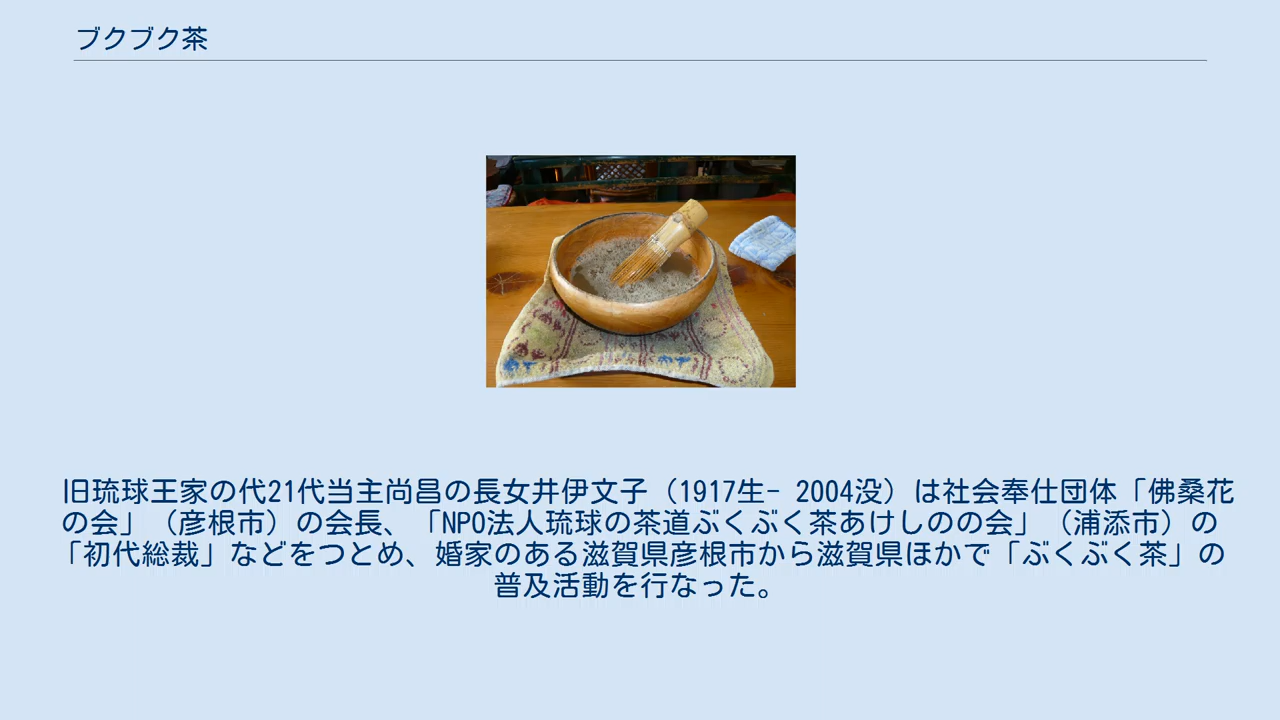 ブクブク茶
旧琉球王家の代21代当主尚昌の長女井伊文子（1917生- 2004没）は社会奉仕団体「佛桑花
の会」（彦根市）の会長、「NPO法人琉球の茶道ぶくぶく茶あけしのの会」（浦添市）の
「初代総裁」などをつとめ、婚家のある滋賀県彦根市から滋賀県ほかで「ぶくぶく茶」の
普及活動を行なった。